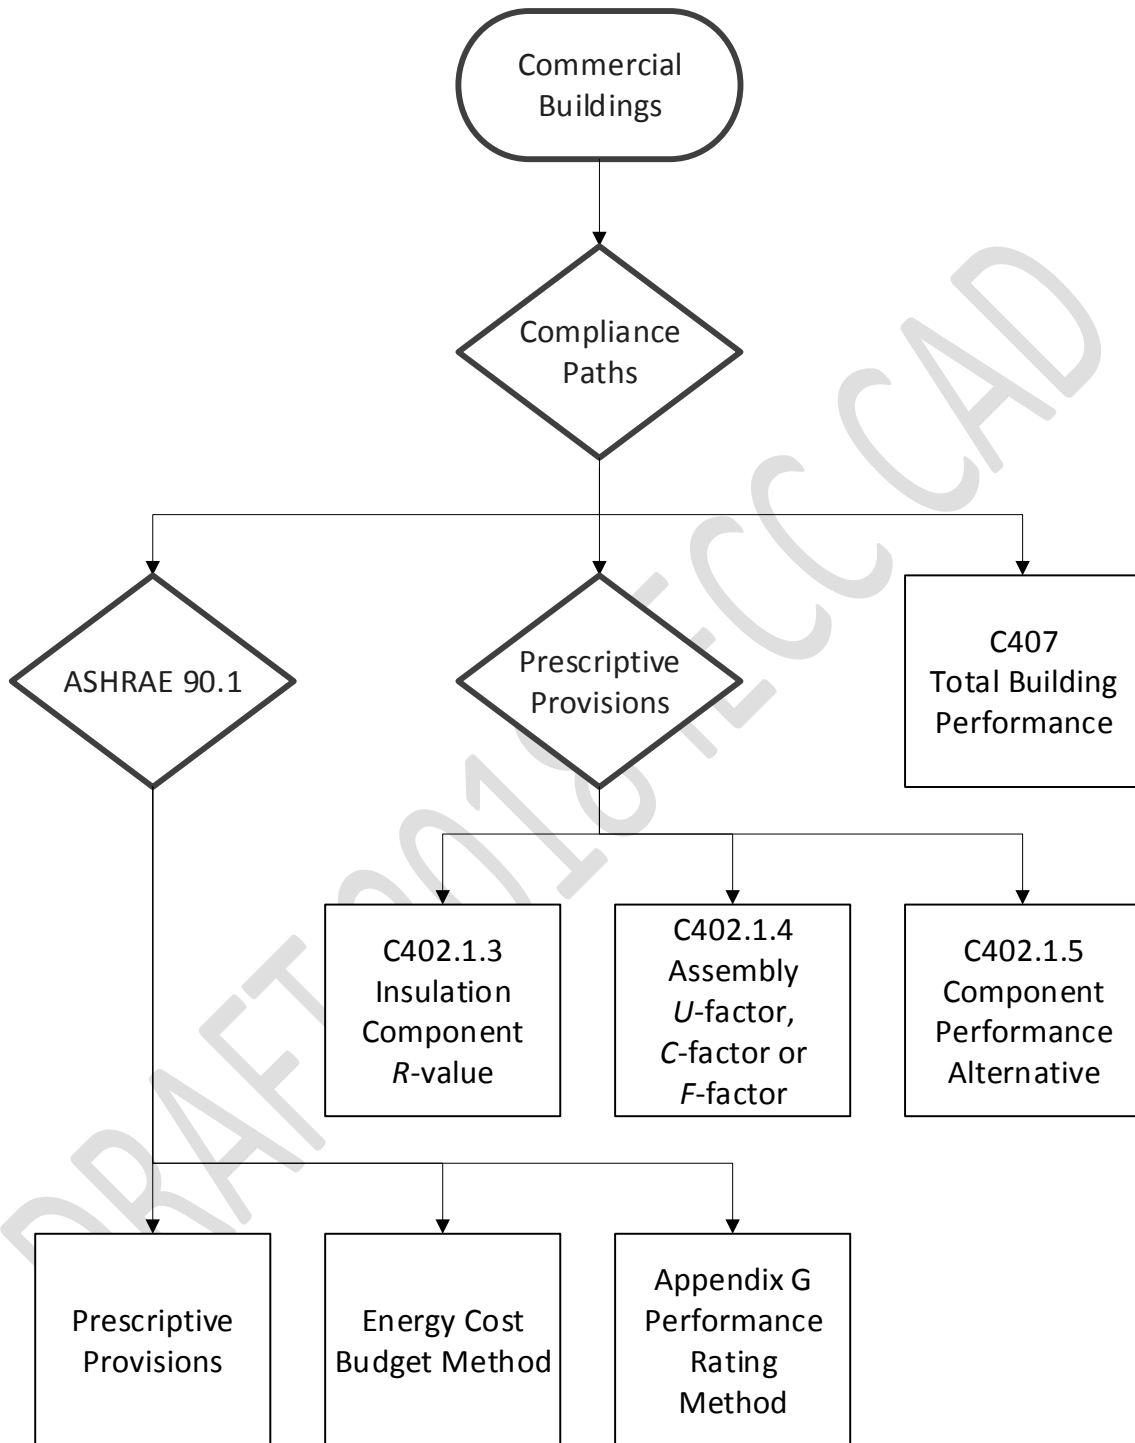 Commercial
Buildings
Compliance
Paths
ASHRAE 90.1
Prescriptive
Provisions
C407
Total Building
Performance
C402.1.3
Insulation
Component
R-value
C402.1.4
Assembly
U-factor,
C-factor or
F-factor
C402.1.5
Component
Performance
Alternative
Prescriptive
Provisions
Energy Cost
Budget Method
Appendix G
Performance
Rating
Method
DRAFT 2018 IECC CAD